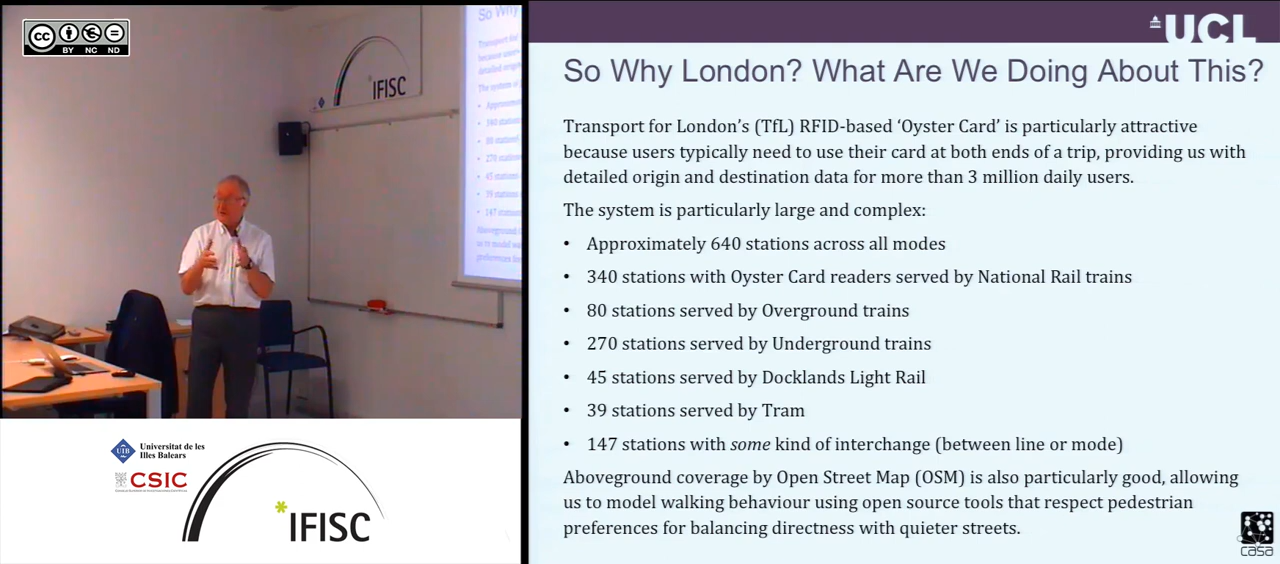 cc
BY NC ND
IFISC
So Why
UCL
So Why London? What Are We Doing About This?
Transport for London's (TfL) RFID-based ‘Oyster Card’ is particularly attractive
because users typically need to use their card at both ends of a trip, providing us with
detailed origin and destination data for more than 3 million daily users.
The system is particularly large and complex:
• Approximately 640 stations across all modes
• 340 stations with Oyster Card readers served by National Rail trains
• 80 stations served by Overground trains
• 270 stations served by Underground trains
• 45 stations served by Docklands Light Rail
• 39 stations served by Tram
• 147 stations with some kind of interchange (between line or mode)
Aboveground coverage by Open Street Map (OSM) is also particularly good, allowing
us to model walking behaviour using open source tools that respect pedestrian
preferences for balancing directness with quieter streets.
casa
UIB
Universitat de les
Illes Balears
CSIC
IFISC